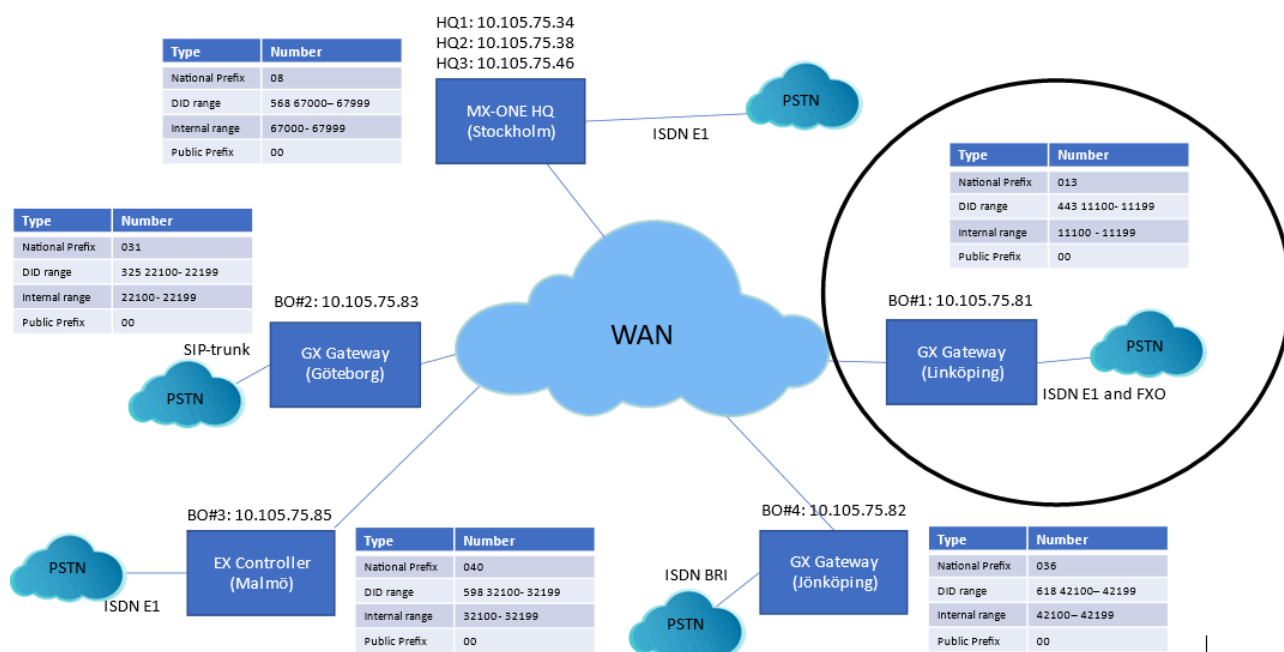 HQ1: 10.105.75.34
HQ2: 10.105.75.38
HQ3: 10.105.75.46
Type Number
National Prefix 08
DID range 568 67000– 67999
Internal range 67000- 67999
Public Prefix 00
MX-ONE HQ
(Stockholm)
ISDN E1
PSTN
Type Number
National Prefix 013
DID range 443 11100- 11199
Internal range 11100 - 11199
Public Prefix 00
Type Number
National Prefix 031
DID range 325 22100- 22199
Internal range 22100- 22199
Public Prefix 00
BO#2: 10.105.75.83
GX Gateway
(Göteborg)
SIP-trunk
PSTN
WAN
BO#1: 10.105.75.81
GX Gateway
(Linköping)
PSTN
ISDN E1 and FXO
BO#3: 10.105.75.85
EX Controller
(Malmö)
PSTN
ISDN E1
Type Number
National Prefix 040
DID range 598 32100- 32199
Internal range 32100- 32199
Public Prefix 00
BO#4: 10.105.75.82
GX Gateway
(Jönköping)
ISDN BRI
PSTN
Type Number
National Prefix 036
DID range 618 42100– 42199
Internal range 42100– 42199
Public Prefix 00